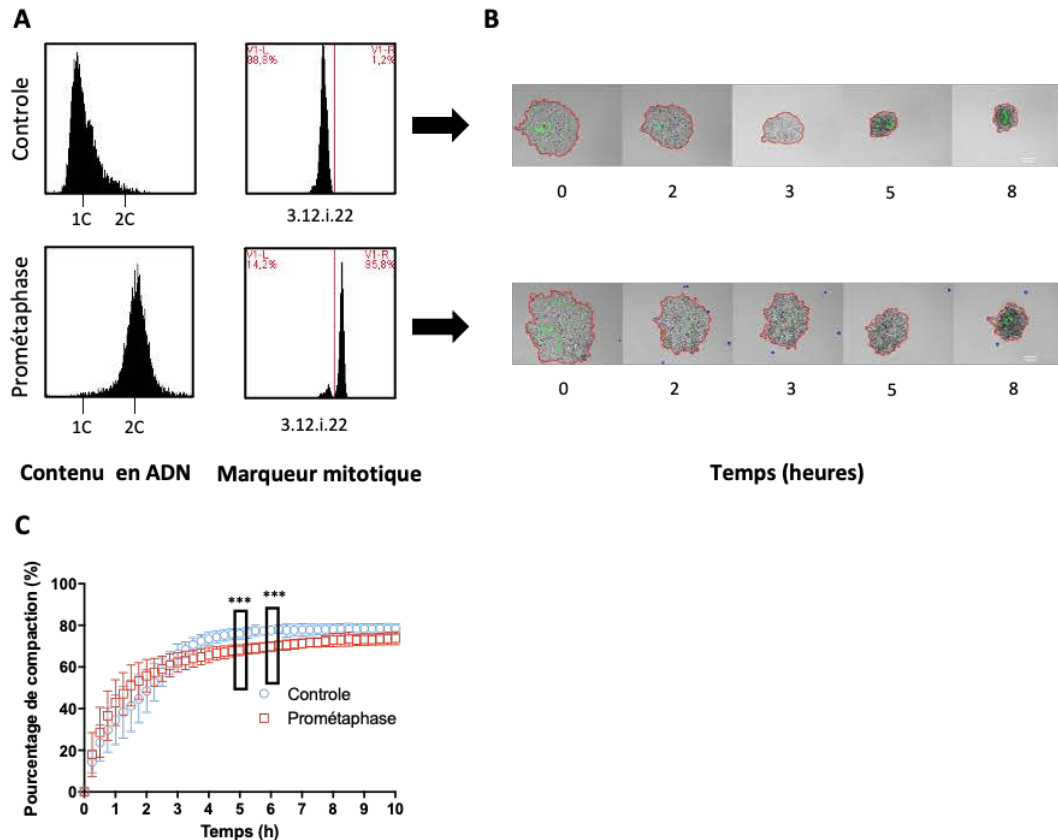 A
B
Controle
V1-L
V1-R
98,8%
1,2%
1C
2C
3.12.i.22
0
2
3
5
8
Prométaphase
V1-L
V1-R
14,2%
85,8%
1C
2C
3.12.i.22
0
2
3
5
8
Contenu en ADN
Marqueur mitotique
Temps (heures)
C
Pourcentage de compaction (%)
100
80
60
40
20
0
***
***
Controle
Prométaphase
0 1 2 3 4 5 6 7 8 9 10
Temps (h)